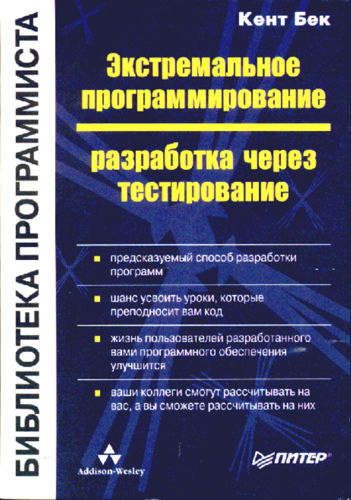 Кент Бек
Экстремальное
программирование
разработка через
тестирование
БИБЛИОТЕКА ПРОГРАММИСТА
предсказуемый способ разработки
программ
шанс усвоить уроки, которые
преподносит вам код
жизнь пользователей разработанного
вами программного обеспечения
улучшится
ваши коллеги смогут рассчитывать на
вас, а вы сможете рассчитывать на них
Addison-Wesley
ПИТЕР